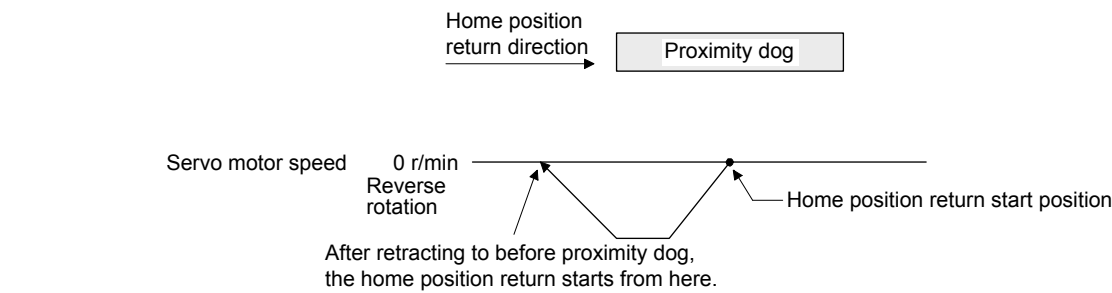 Home position
return direction
Proximity dog
Servo motor speed 0 r/min
Reverse
rotation
Home position return start position
After retracting to before proximity dog,
the home position return starts from here.